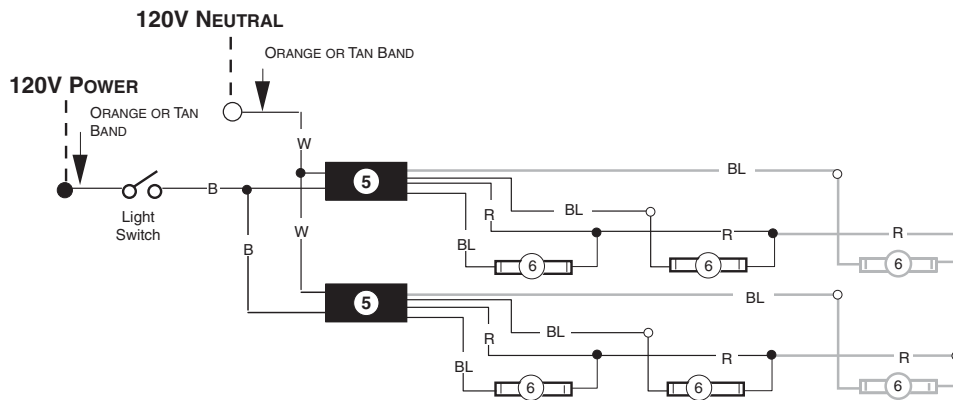 120V NEUTRAL
ORANGE OR TAN BAND
120V POWER
ORANGE OR TAN
BAND
W
BL
5
B
BL
R
Light
Switch
BL
R
R
W
B
6
6
6
BL
5
BL
R
R
R
BL
6
6
6